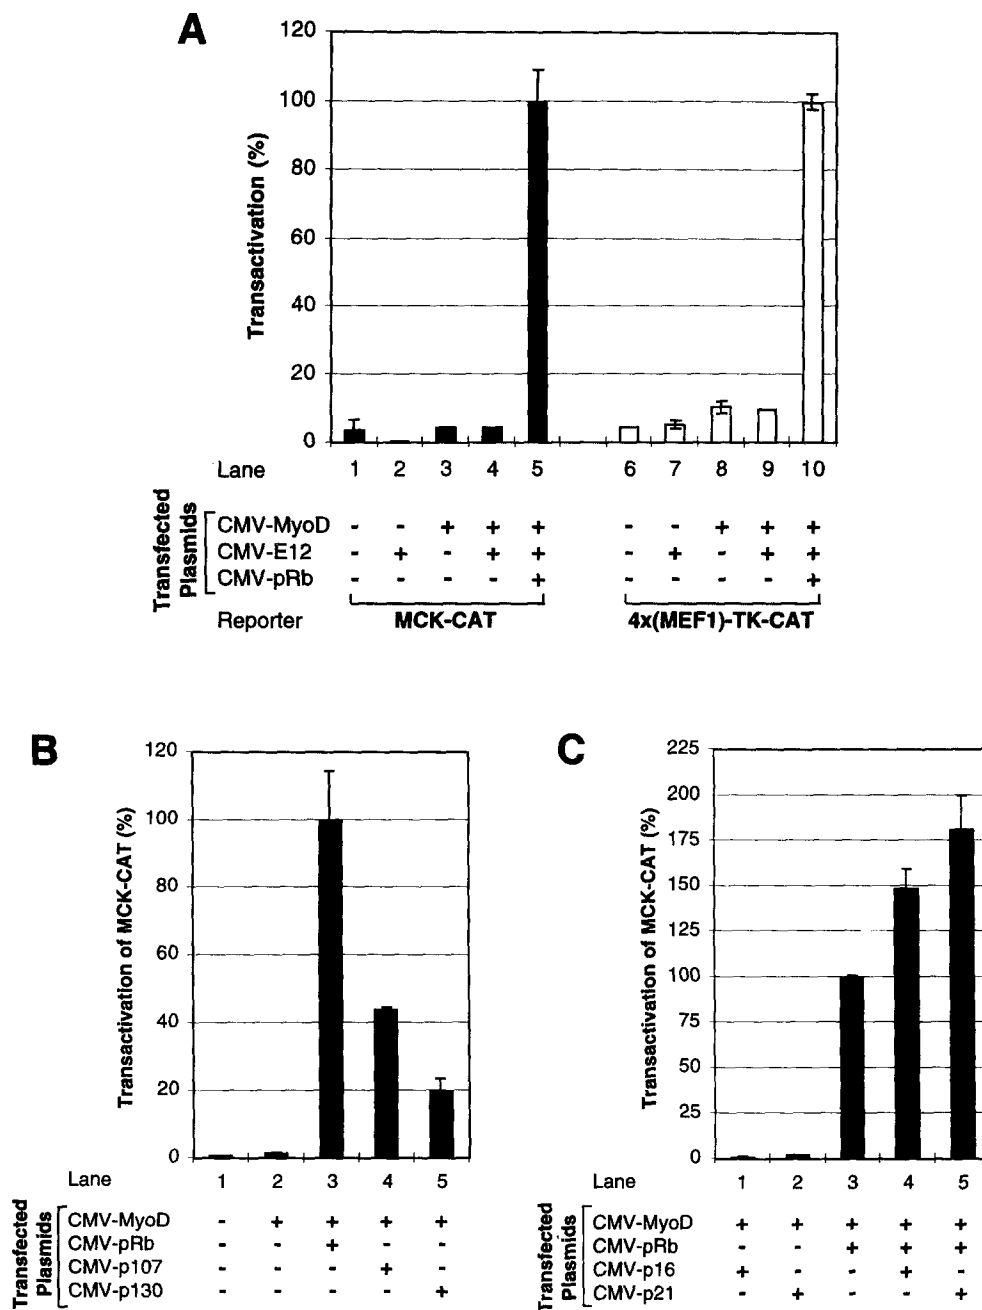 A
Transactivation (%)
120
100
80
60
40
20
0
Lane 1 2 3 4 5 6 7 8 9 10
Transfected Plasmids
CMV-MyoD - - + + + - - + + +
CMV-E12 - + - + + - + - + +
CMV-pRb - - - - + - - - - +
Reporter MCK-CAT 4x(MEF1)-TK-CAT
B
Transactivation of MCK-CAT (%)
120
100
80
60
40
20
0
Lane 1 2 3 4 5
Transfected Plasmids
CMV-MyoD - + + + +
CMV-pRb - - + - -
CMV-p107 - - - + -
CMV-p130 - - - - +
C
Transactivation of MCK-CAT (%)
225
200
175
150
125
100
75
50
25
0
Lane 1 2 3 4 5
Transfected Plasmids
CMV-MyoD + + + + +
CMV-pRb - - + + +
CMV-p16 + - - + -
CMV-p21 - + - - +